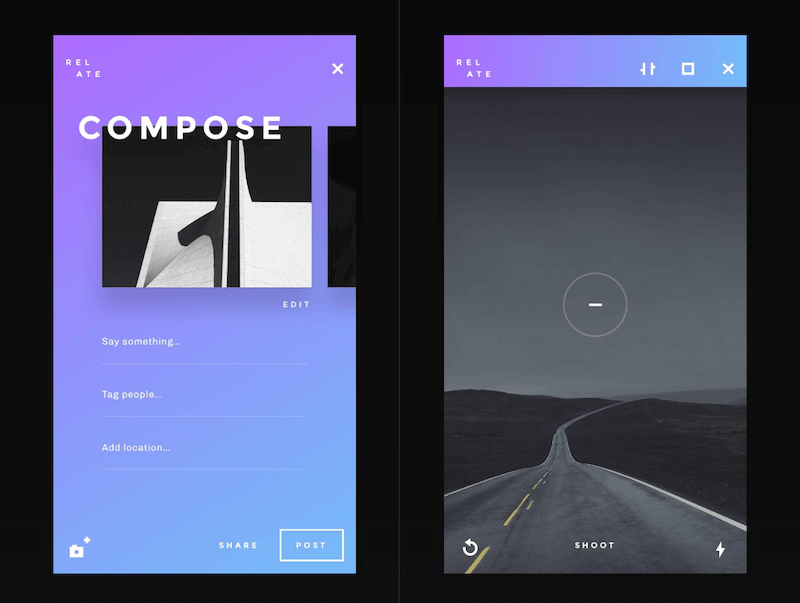 REL
ATE
COMPOSE
EDIT
Say something...
Tag people...
Add location...
SHARE
POST
REL
ATE
SHOOT